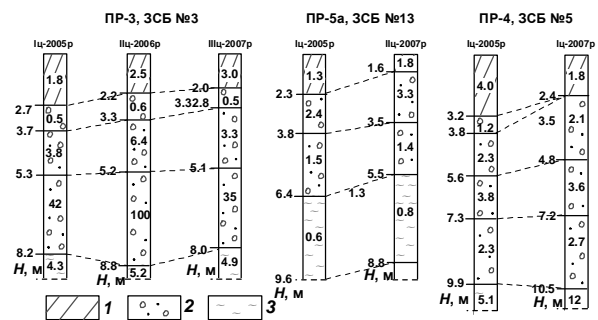 ПР-3, ЗСБ №3 ПР-5а, ЗСБ №13 ПР-4, ЗСБ №5
Iц-2005р IIц-2006р IIIц-2007р Iц-2005р IIц-2007р Iц-2005р Iц-2007р
1.8 2.5 3.0 1.3 1.8 4.0 1.8
2.7 2.2 2.0 2.3 1.6 3.2 2.4
0.5 0.6 0.5 2.4 3.3 1.2 2.1
3.7 3.3 3.32.8 3.8 3.5 3.8 3.5
3.8 6.4 3.3 1.5 1.4 2.3 3.6
5.3 5.2 5.1 6.4 1.3 5.5 5.6 4.8
42 100 35 0.6 0.8 3.8 2.7
8.2 8.8 8.0 9.6 8.8 7.3 7.2
4.3 5.2 4.9 2.3
9.9 10.5
5.1 12
Н, м Н, м Н, м Н, м Н, м Н, м
1 2 3